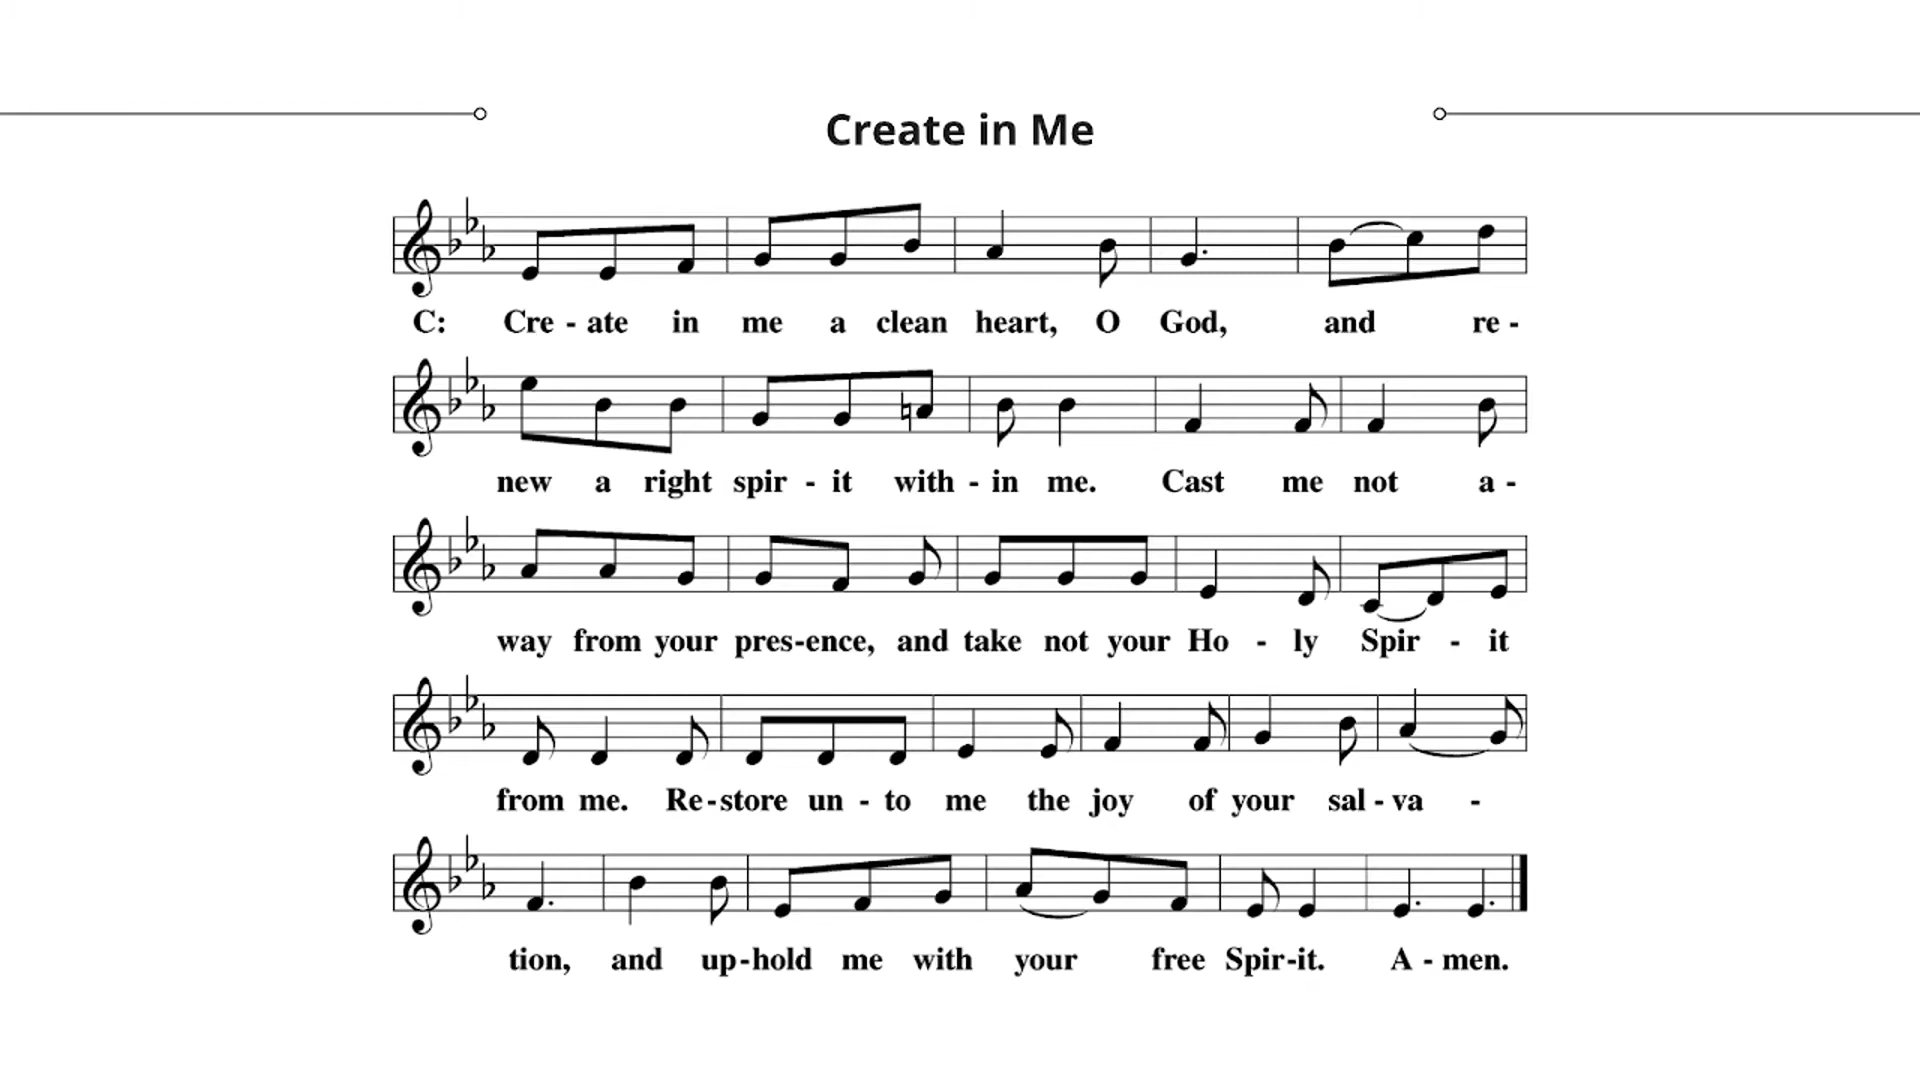 Create in Me
C: Cre - ate in me a clean heart, O God, and re -
new a right spir - it with - in me. Cast me not a -
way from your pres-ence, and take not your Ho - ly Spir - it
from me. Re-store un - to me the joy of your sal - va -
tion, and up-hold me with your free Spir-it. A - men.